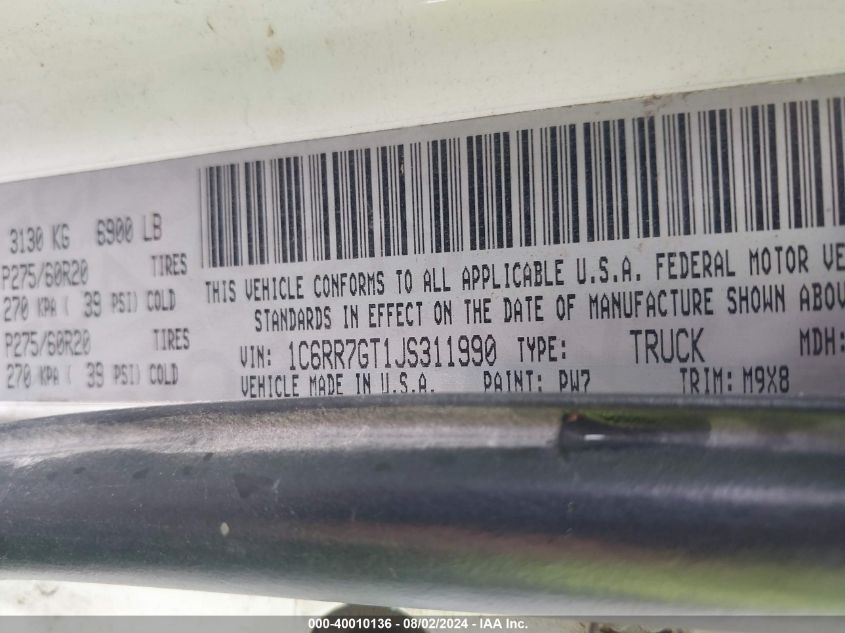 3130 KG 6900 LB
P275/60R20 TIRES
270 KPA ( 39 PSI) COLD
P275/60R20 TIRES
270 KPA ( 39 PSI) COLD
THIS VEHICLE CONFORMS TO ALL APPLICABLE U.S.A. FEDERAL MOTOR VE
STANDARDS IN EFFECT ON THE DATE OF MANUFACTURE SHOWN ABOV
VIN: 1C6RR7GT1JS311990 TYPE: TRUCK MDH:
VEHICLE MADE IN U.S.A. PAINT: PW7 TRIM: M9X8
000-40010136 - 08/02/2024 - IAA Inc.